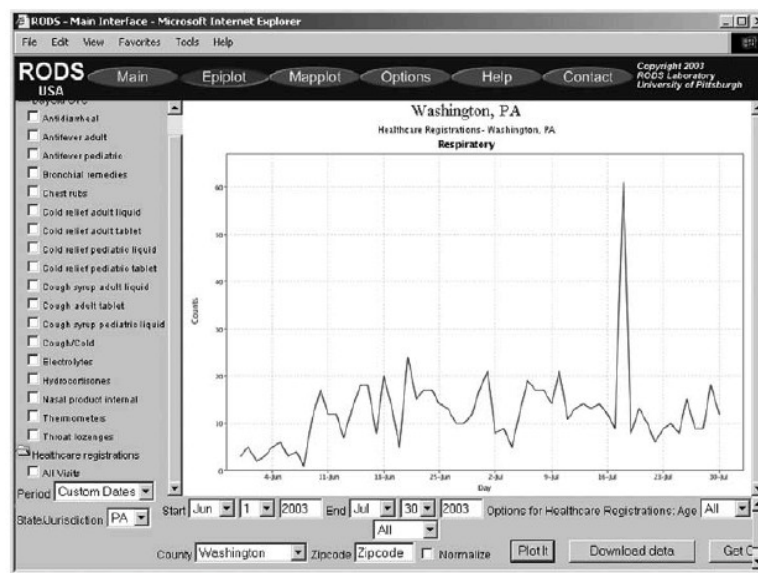 RODS - Main Interface - Microsoft Internet Explorer
File Edit View Favorites Tools Help
RODS
USA
Main Epiplot Mapplot Options Help Contact
Copyright 2003
RODS Laboratory
University of Pittsburgh
Antidiarrheal
Antifever adult
Antifever pediatric
Bronchial remedies
Chest rubs
Cold relief adult liquid
Cold relief adult tablet
Cold relief pediatric liquid
Cold relief pediatric tablet
Cough syrup adult liquid
Cough adult tablet
Cough syrup pediatric liquid
Cough/Cold
Electrolytes
Hydrocortisones
Nasal product internal
Thermometers
Throat lozenges
Healthcare registrations
All Visits
Period Custom Dates
State/Jurisdiction PA
Washington, PA
Healthcare Registrations- Washington, PA
Respiratory
Counts
60
50
40
30
20
10
0
4-Jun 11-Jun 18-Jun 25-Jun 2-Jul 9-Jul 16-Jul 23-Jul 30-Jul
Day
Start Jun 1 2003 End Jul 30 2003 Options for Healthcare Registrations: Age All
All
County Washington Zipcode Zipcode Normalize Plot It Download data Get